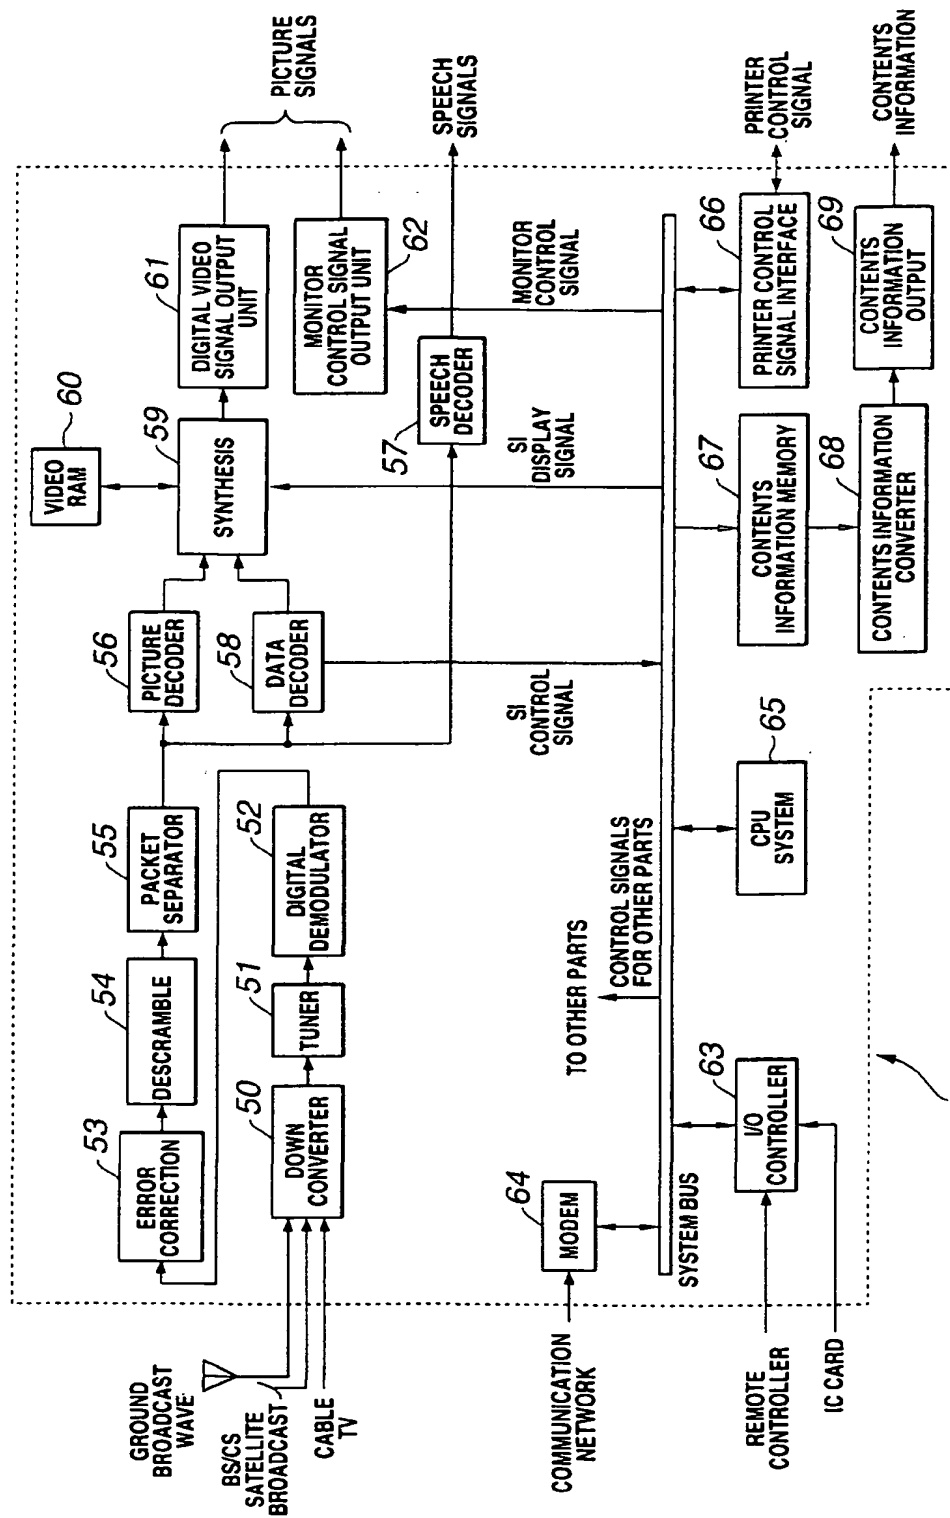 GROUND
BROADCAST
WAVE
BS/CS
SATELLITE
BROADCAST
CABLE
TV
53
ERROR
CORRECTION
54
DESCRAMBLE
55
PACKET
SEPARATOR
50
DOWN
CONVERTER
51
TUNER
52
DIGITAL
DEMODULATOR
56
PICTURE
DECODER
58
DATA
DECODER
60
VIDEO
RAM
59
SYNTHESIS
61
DIGITAL VIDEO
SIGNAL OUTPUT
UNIT
MONITOR
CONTROL SIGNAL
OUTPUT UNIT
62
PICTURE
SIGNALS
57
SPEECH
DECODER
SPEECH
SIGNALS
SI
CONTROL
SIGNAL
SI
DISPLAY
SIGNAL
MONITOR
CONTROL
SIGNAL
COMMUNICATION
NETWORK
64
MODEM
TO OTHER PARTS
CONTROL SIGNALS
FOR OTHER PARTS
SYSTEM BUS
REMOTE
CONTROLLER
IC CARD
63
I/O
CONTROLLER
65
CPU
SYSTEM
67
CONTENTS
INFORMATION MEMORY
66
PRINTER CONTROL
SIGNAL INTERFACE
PRINTER
CONTROL
SIGNAL
68
CONTENTS INFORMATION
CONVERTER
69
CONTENTS
INFORMATION
OUTPUT
CONTENTS
INFORMATION